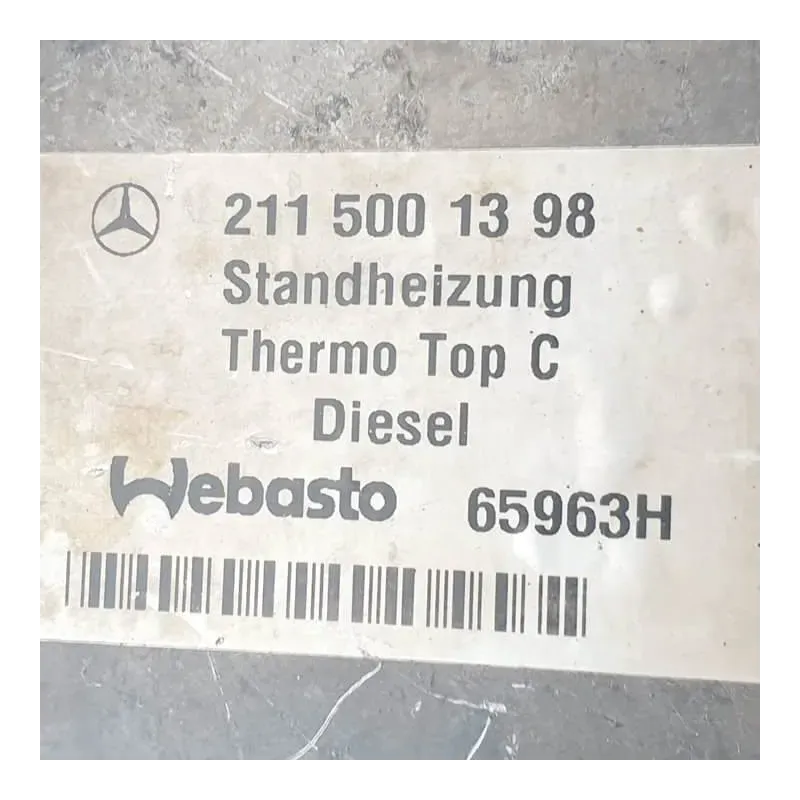 211 500 13 98
Standheizung
Thermo Top C
Diesel
Webasto 65963H